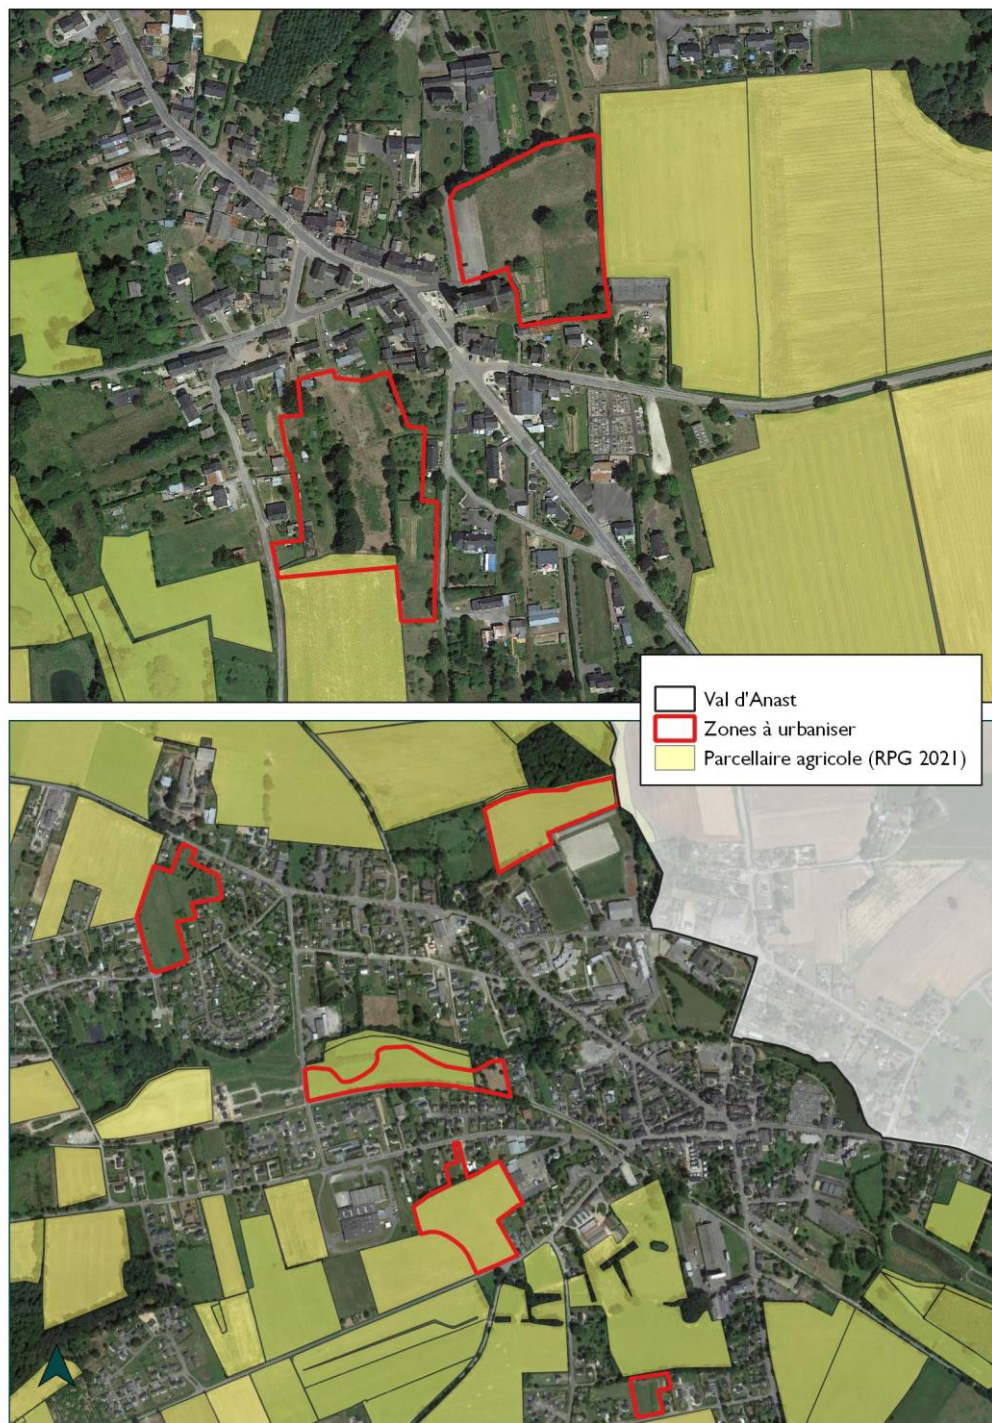 Val d'Anast
Zones à urbaniser
Parcellaire agricole (RPG 2021)